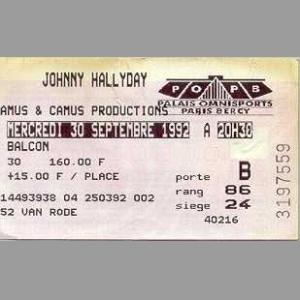 JOHNNY HALLYDAY
POPB
PALAIS OMNISPORTS
PARIS BERCY
AMUS & CAMUS PRODUCTIONS
MERCREDI 30 SEPTEMBRE 1992 A 20H30
BALCON
30 160.00 F
+15.00 F / PLACE
porte B
rang 86
siege 24
14493938 04 250392 002
52 VAN RODE
40216
3197559